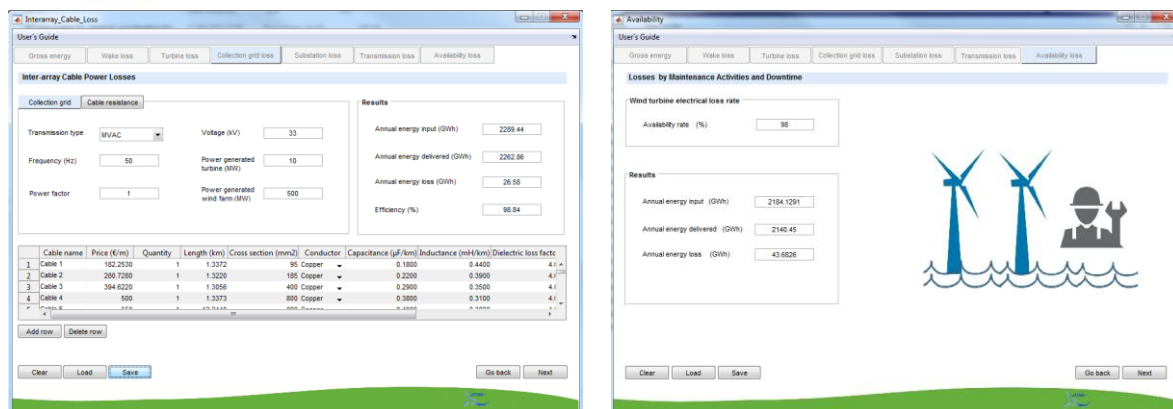 Interarray_Cable_Loss
User's Guide
Gross energy Wake loss Turbine loss Collection grid loss Substation loss Transmission loss Availability loss
Inter-array Cable Power Losses
Collection grid Cable resistance
Transmission type MVAC Voltage (kV) 33
Frequency (Hz) 50 Power generated turbine (MW) 10
Power factor 1 Power generated wind farm (MW) 500
Results
Annual energy input (GWh) 2289.44
Annual energy delivered (GWh) 2262.86
Annual energy loss (GWh) 26.58
Efficiency (%) 98.84
Cable name Price (€/m) Quantity Length (km) Cross section (mm2) Conductor Capacitance (µF/km) Inductance (mH/km) Dielectric loss facto
1 Cable 1 182.2530 1 1.3372 95 Copper 0.1800 0.4400 4.
2 Cable 2 280.7280 1 1.3220 185 Copper 0.2200 0.3900 4.
3 Cable 3 394.6220 1 1.3056 400 Copper 0.2900 0.3500 4.
4 Cable 4 500 1 1.3373 800 Copper 0.3800 0.3100 4.
Add row Delete row
Clear Load Save Go back Next
Availability
User's Guide
Gross energy Wake loss Turbine loss Collection grid loss Substation loss Transmission loss Availability loss
Losses by Maintenance Activities and Downtime
Wind turbine electrical loss rate
Availability rate (%) 98
Results
Annual energy input (GWh) 2184.1291
Annual energy delivered (GWh) 2140.45
Annual energy loss (GWh) 43.6826
Clear Load Save Go back Next